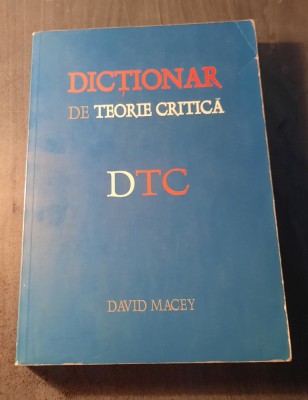 DICȚIONAR
DE TEORIE CRITICĂ
DTC
DAVID MACEY